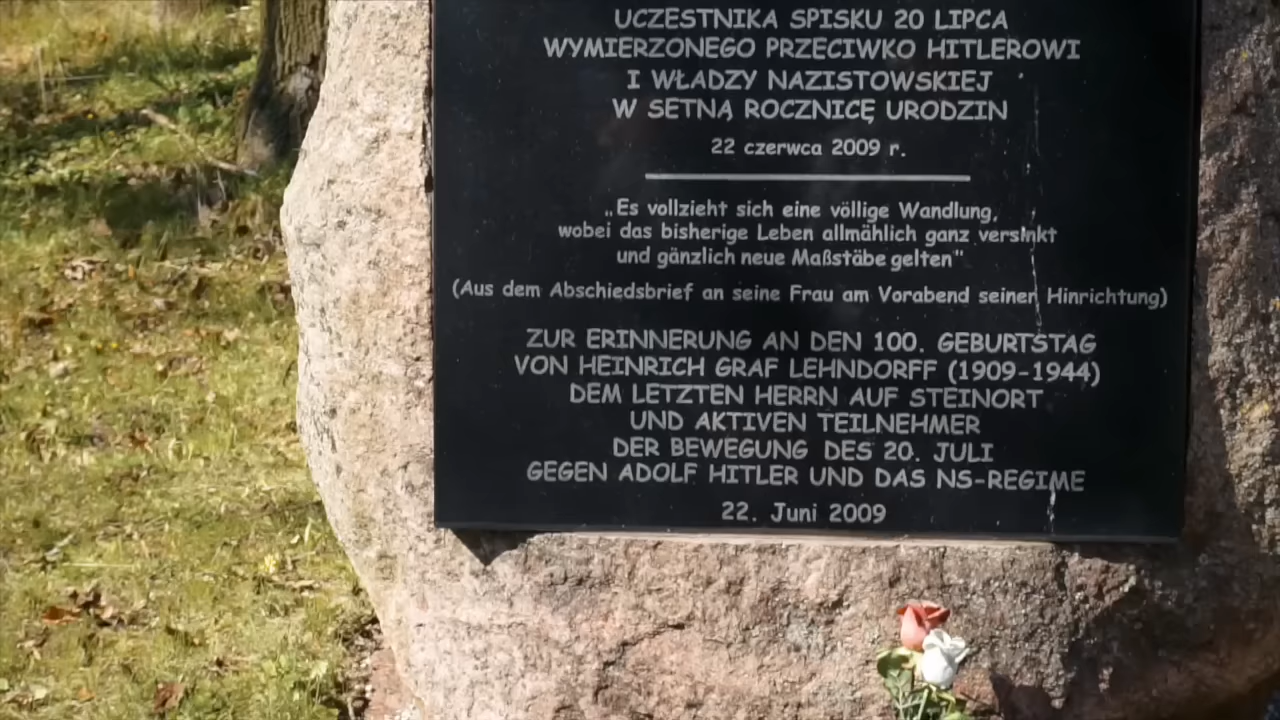 UCZESTNIKA SPISKU 20 LIPCA
WYMIERZONEGO PRZECIWKO HITLEROWI
I WŁADZY NAZISTOWSKIEJ
W SETNĄ ROCZNICĘ URODZIN
22 czerwca 2009 r.
„Es vollzieht sich eine völlige Wandlung,
wobei das bisherige Leben allmählich ganz versinkt
und gänzlich neue Maßstäbe gelten"
(Aus dem Abschiedsbrief an seine Frau am Vorabend seiner Hinrichtung)
ZUR ERINNERUNG AN DEN 100. GEBURTSTAG
VON HEINRICH GRAF LEHNDORFF (1909-1944)
DEM LETZTEN HERRN AUF STEINORT
UND AKTIVEN TEILNEHMER
DER BEWEGUNG DES 20. JULI
GEGEN ADOLF HITLER UND DAS NS-REGIME
22. Juni 2009